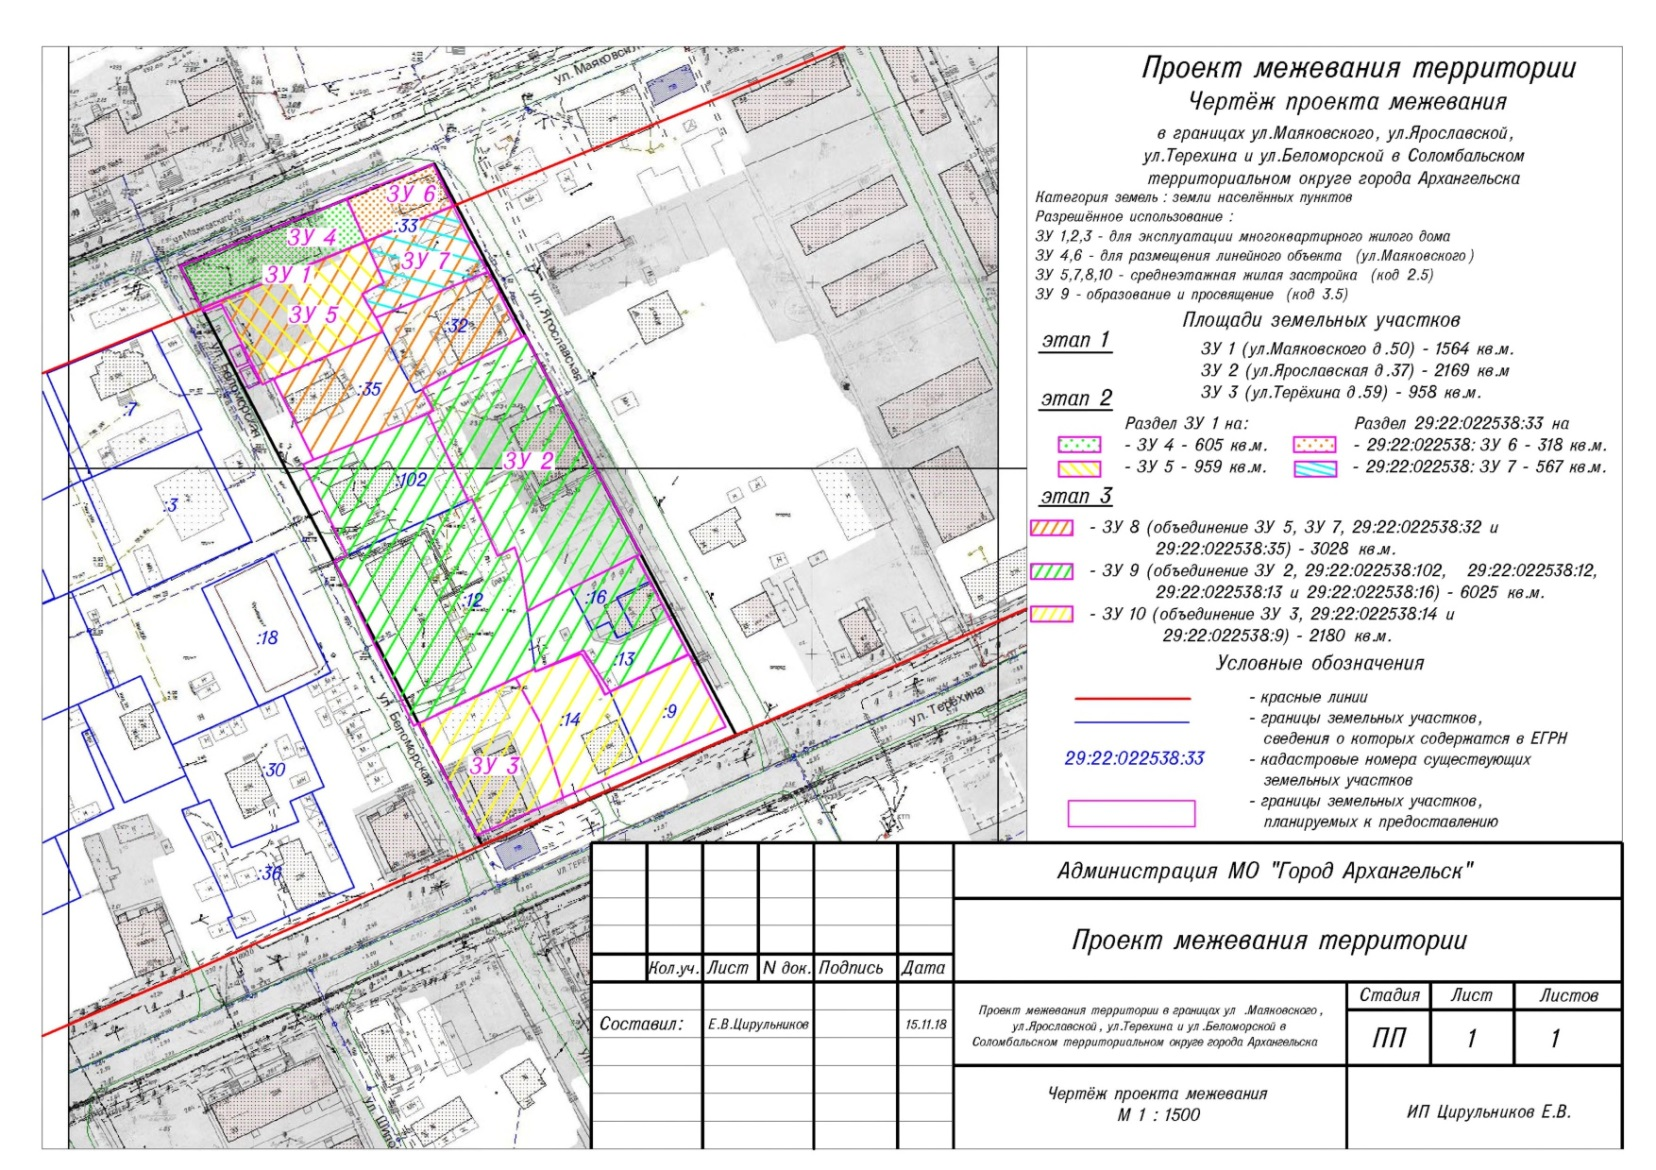 Проект межевания территории
Чертёж проекта межевания
в границах ул.Маяковского, ул.Ярославской,
ул.Терехина и ул.Беломорской в Соломбальском
территориальном округе города Архангельска
Категория земель : земли населённых пунктов
Разрешённое использование :
ЗУ 1,2,3 - для эксплуатации многоквартирного жилого дома
ЗУ 4,6 - для размещения линейного объекта (ул.Маяковского)
ЗУ 5,7,8,10 - среднеэтажная жилая застройка (код 2.5)
ЗУ 9 - образование и просвящение (код 3.5)
Площади земельных участков
этап 1
ЗУ 1 (ул.Маяковского д.50) - 1564 кв.м.
ЗУ 2 (ул.Ярославская д.37) - 2169 кв.м
ЗУ 3 (ул.Терёхина д.59) - 958 кв.м.
этап 2
Раздел ЗУ 1 на:
- ЗУ 4 - 605 кв.м.
- ЗУ 5 - 959 кв.м.
Раздел 29:22:022538:33 на
- 29:22:022538: ЗУ 6 - 318 кв.м.
- 29:22:022538: ЗУ 7 - 567 кв.м.
этап 3
- ЗУ 8 (объединение ЗУ 5, ЗУ 7, 29:22:022538:32 и
29:22:022538:35) - 3028 кв.м.
- ЗУ 9 (объединение ЗУ 2, 29:22:022538:102, 29:22:022538:12,
29:22:022538:13 и 29:22:022538:16) - 6025 кв.м.
- ЗУ 10 (объединение ЗУ 3, 29:22:022538:14 и
29:22:022538:9) - 2180 кв.м.
Условные обозначения
- красные линии
- границы земельных участков,
сведения о которых содержатся в ЕГРН
29:22:022538:33
- кадастровые номера существующих
земельных участков
- границы земельных участков,
планируемых к предоставлению
ул. Маяковск
ЗУ 6
:33
ЗУ 4
ЗУ 7
ЗУ 1
ЗУ 5
:32
ул. Ярославская
ул. Беломорская
:35
:7
ЗУ 2
:102
:3
:12
:16
:18
:13
:14
:9
ул. Терёхина
ул. Беломорская
ЗУ 3
:30
:36
Администрация МО "Город Архангельск"
Проект межевания территории
Кол.уч. Лист N док. Подпись Дата
Составил: Е.В.Цирульников 15.11.18
Проект межевания территории в границах ул .Маяковского,
ул.Ярославской, ул.Терехина и ул.Беломорской в
Соломбальском территориальном округе города Архангельска
Стадия Лист Листов
ПП 1 1
Чертёж проекта межевания
М 1 : 1500
ИП Цирульников Е.В.